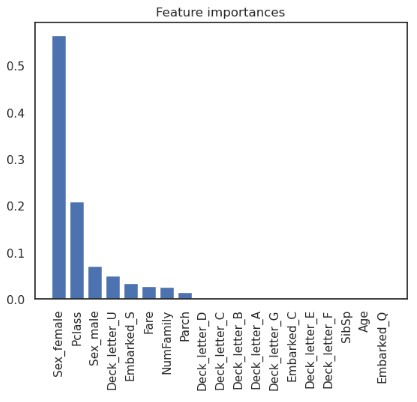 Feature importances
0.5
0.4
0.3
0.2
0.1
0.0
Sex_female
Pclass
Sex_male
Deck_letter_U
Embarked_S
Fare
NumFamily
Parch
Deck_letter_D
Deck_letter_C
Deck_letter_B
Deck_letter_A
Deck_letter_G
Embarked_C
Deck_letter_E
Deck_letter_F
SibSp
Age
Embarked_Q